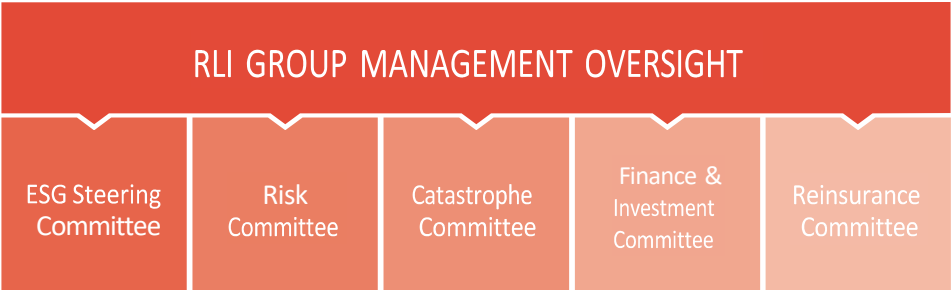 RLI GROUP MANAGEMENT OVERSIGHT
ESG Steering
Committee
Risk
Committee
Catastrophe
Committee
Finance &
Investment
Committee
Reinsurance
Committee